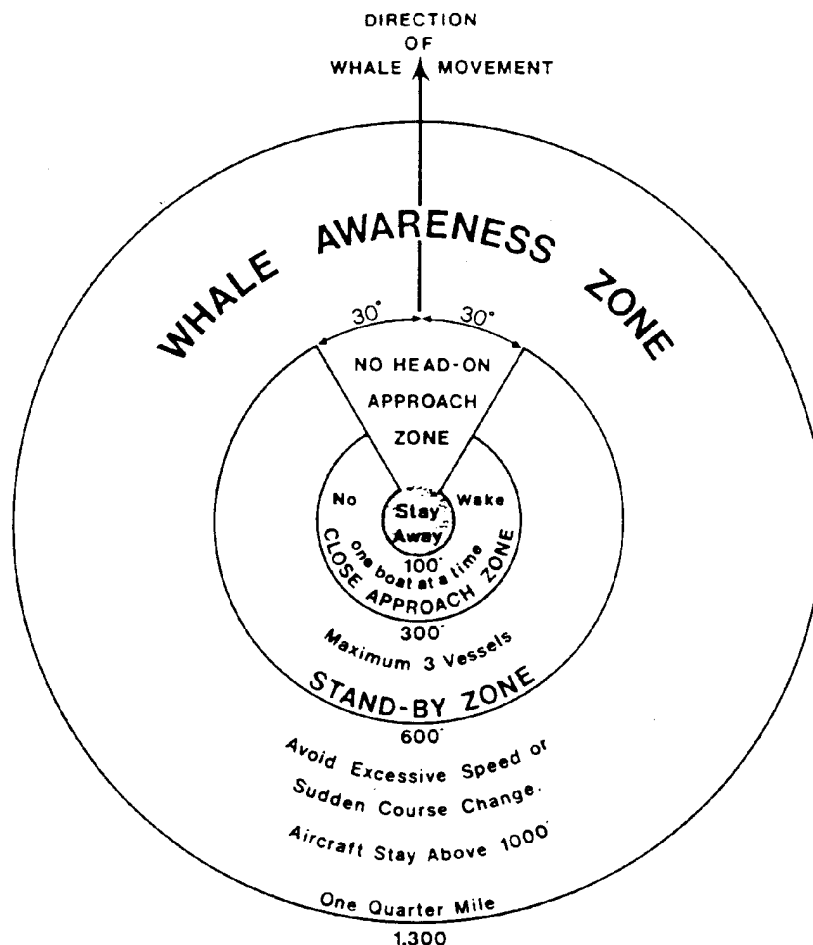 DIRECTION
OF
WHALE MOVEMENT
WHALE AWARENESS ZONE
30° 30°
NO HEAD-ON
APPROACH
ZONE
No Wake
Stay
Away
100'
one boat at a time
CLOSE APPROACH ZONE
300'
Maximum 3 Vessels
STAND-BY ZONE
600'
Avoid Excessive Speed or
Sudden Course Change.
Aircraft Stay Above 1000'
One Quarter Mile
1,300